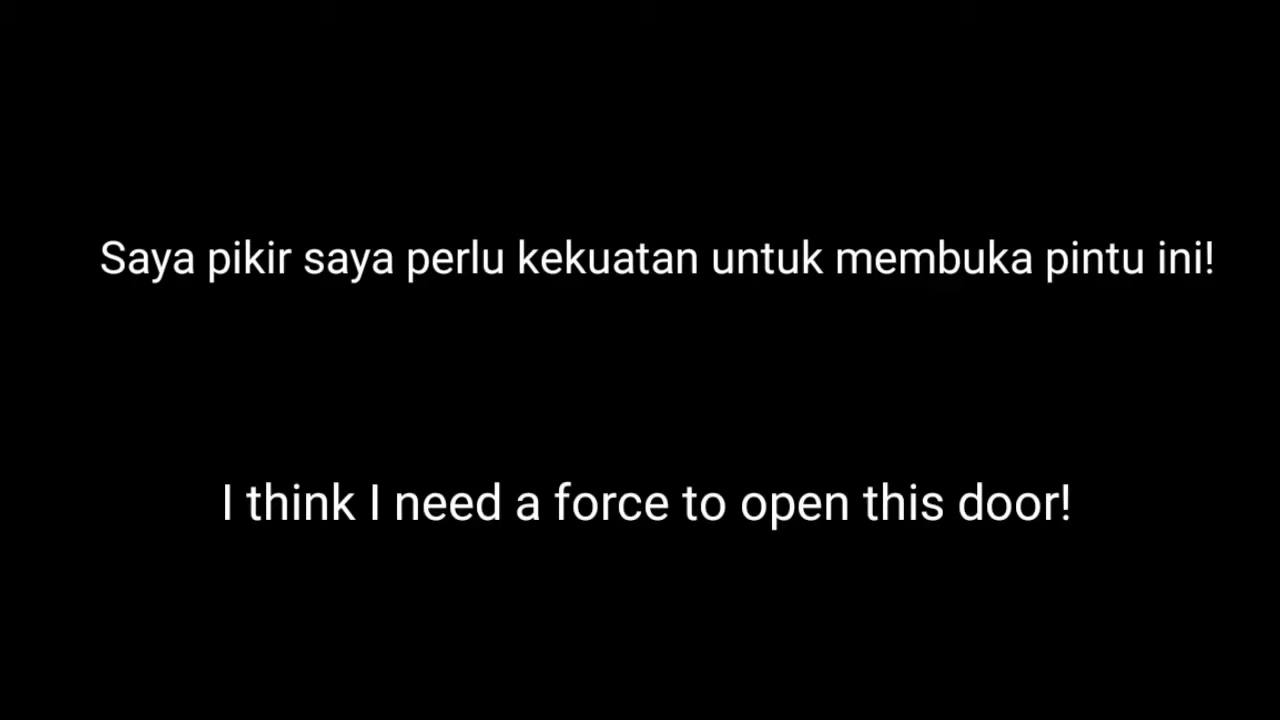 Saya pikir saya perlu kekuatan untuk membuka pintu ini!
I think I need a force to open this door!